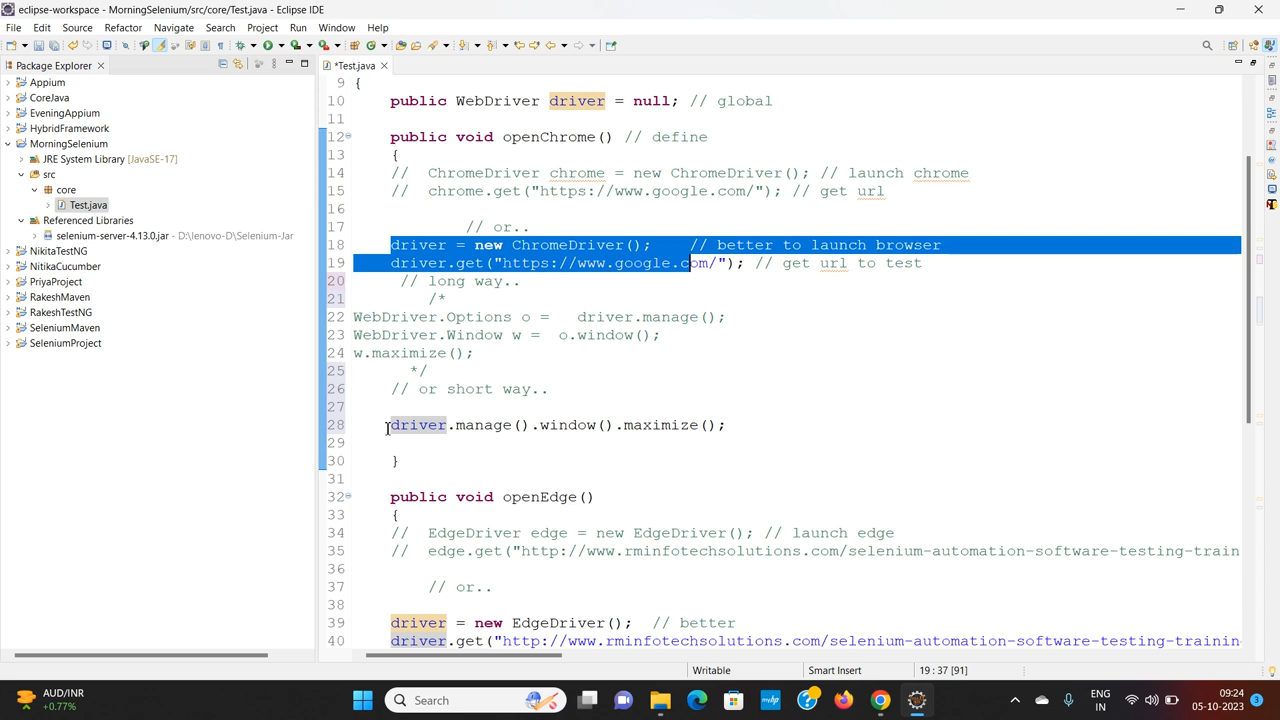 eclipse-workspace - MorningSelenium/src/core/Test.java - Eclipse IDE
File Edit Source Refactor Navigate Search Project Run Window Help
Package Explorer
Appium
CoreJava
EveningAppium
HybridFramework
MorningSelenium
JRE System Library [JavaSE-17]
src
core
Test.java
Referenced Libraries
selenium-server-4.13.0.jar - D:\lenovo-D\Selenium-Jar
NikitaTestNG
NitikaCucumber
PriyaProject
RakeshMaven
RakeshTestNG
SeleniumMaven
SeleniumProject
*Test.java
9 {
10 public WebDriver driver = null; // global
11
12 public void openChrome() // define
13 {
14 // ChromeDriver chrome = new ChromeDriver(); // launch chrome
15 // chrome.get("https://www.google.com/"); // get url
16
17 // or..
18 driver = new ChromeDriver(); // better to launch browser
19 driver.get("https://www.google.com/"); // get url to test
20 // long way..
21 /*
22 WebDriver.Options o = driver.manage();
23 WebDriver.Window w = o.window();
24 w.maximize();
25 */
26 // or short way..
27
28 driver.manage().window().maximize();
29
30 }
31
32 public void openEdge()
33 {
34 // EdgeDriver edge = new EdgeDriver(); // launch edge
35 // edge.get("http://www.rminfotechsolutions.com/selenium-automation-software-testing-train
36
37 // or..
38
39 driver = new EdgeDriver(); // better
40 driver.get("http://www.rminfotechsolutions.com/selenium-automation-software-testing-trainin
Writable Smart Insert 19 : 37 [91]
AUD/INR
+0.77%
Search
ENG
IN
09:24
05-10-2023
3